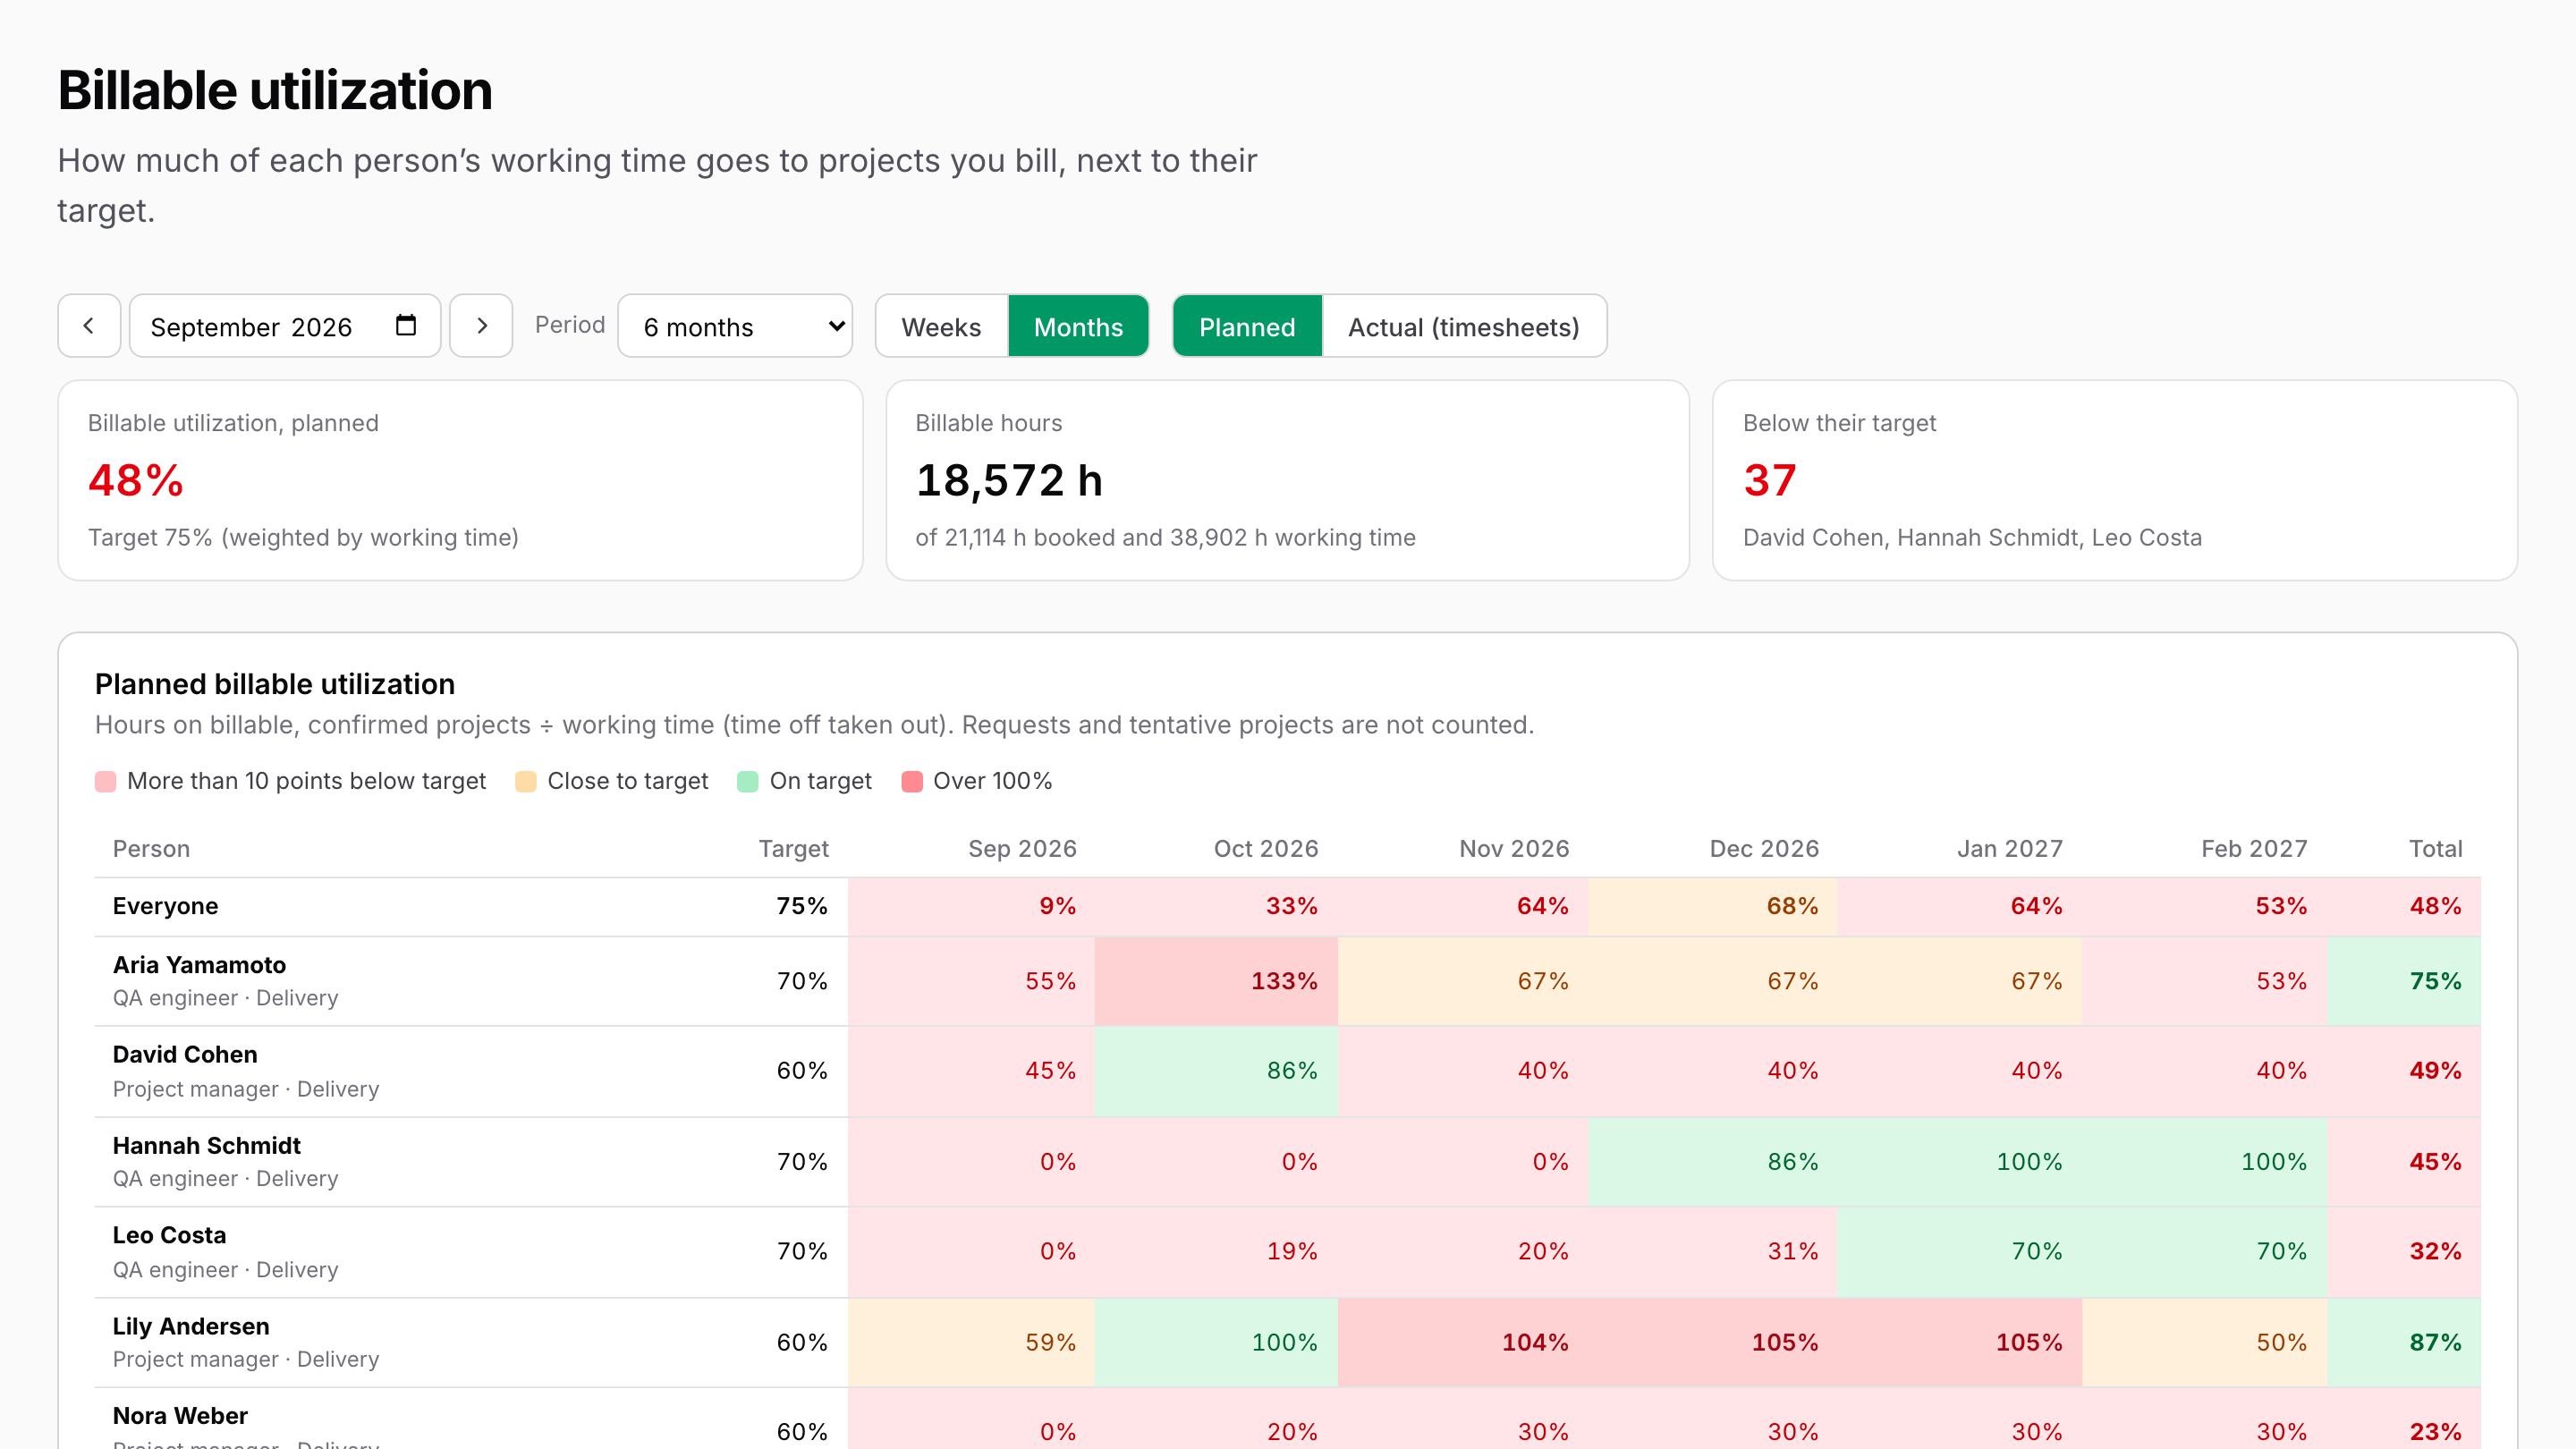 Billable utilization
How much of each person’s working time goes to projects you bill, next to their
target.
September 2026 Period 6 months Weeks Months Planned Actual (timesheets)
Billable utilization, planned
48%
Target 75% (weighted by working time)
Billable hours
18,572 h
of 21,114 h booked and 38,902 h working time
Below their target
37
David Cohen, Hannah Schmidt, Leo Costa
Planned billable utilization
Hours on billable, confirmed projects ÷ working time (time off taken out). Requests and tentative projects are not counted.
More than 10 points below target Close to target On target Over 100%
Person Target Sep 2026 Oct 2026 Nov 2026 Dec 2026 Jan 2027 Feb 2027 Total
Everyone 75% 9% 33% 64% 68% 64% 53% 48%
Aria Yamamoto
QA engineer · Delivery
70% 55% 133% 67% 67% 67% 53% 75%
David Cohen
Project manager · Delivery
60% 45% 86% 40% 40% 40% 40% 49%
Hannah Schmidt
QA engineer · Delivery
70% 0% 0% 0% 86% 100% 100% 45%
Leo Costa
QA engineer · Delivery
70% 0% 19% 20% 31% 70% 70% 32%
Lily Andersen
Project manager · Delivery
60% 59% 100% 104% 105% 105% 50% 87%
Nora Weber
Project manager · Delivery
60% 0% 20% 30% 30% 30% 30% 23%